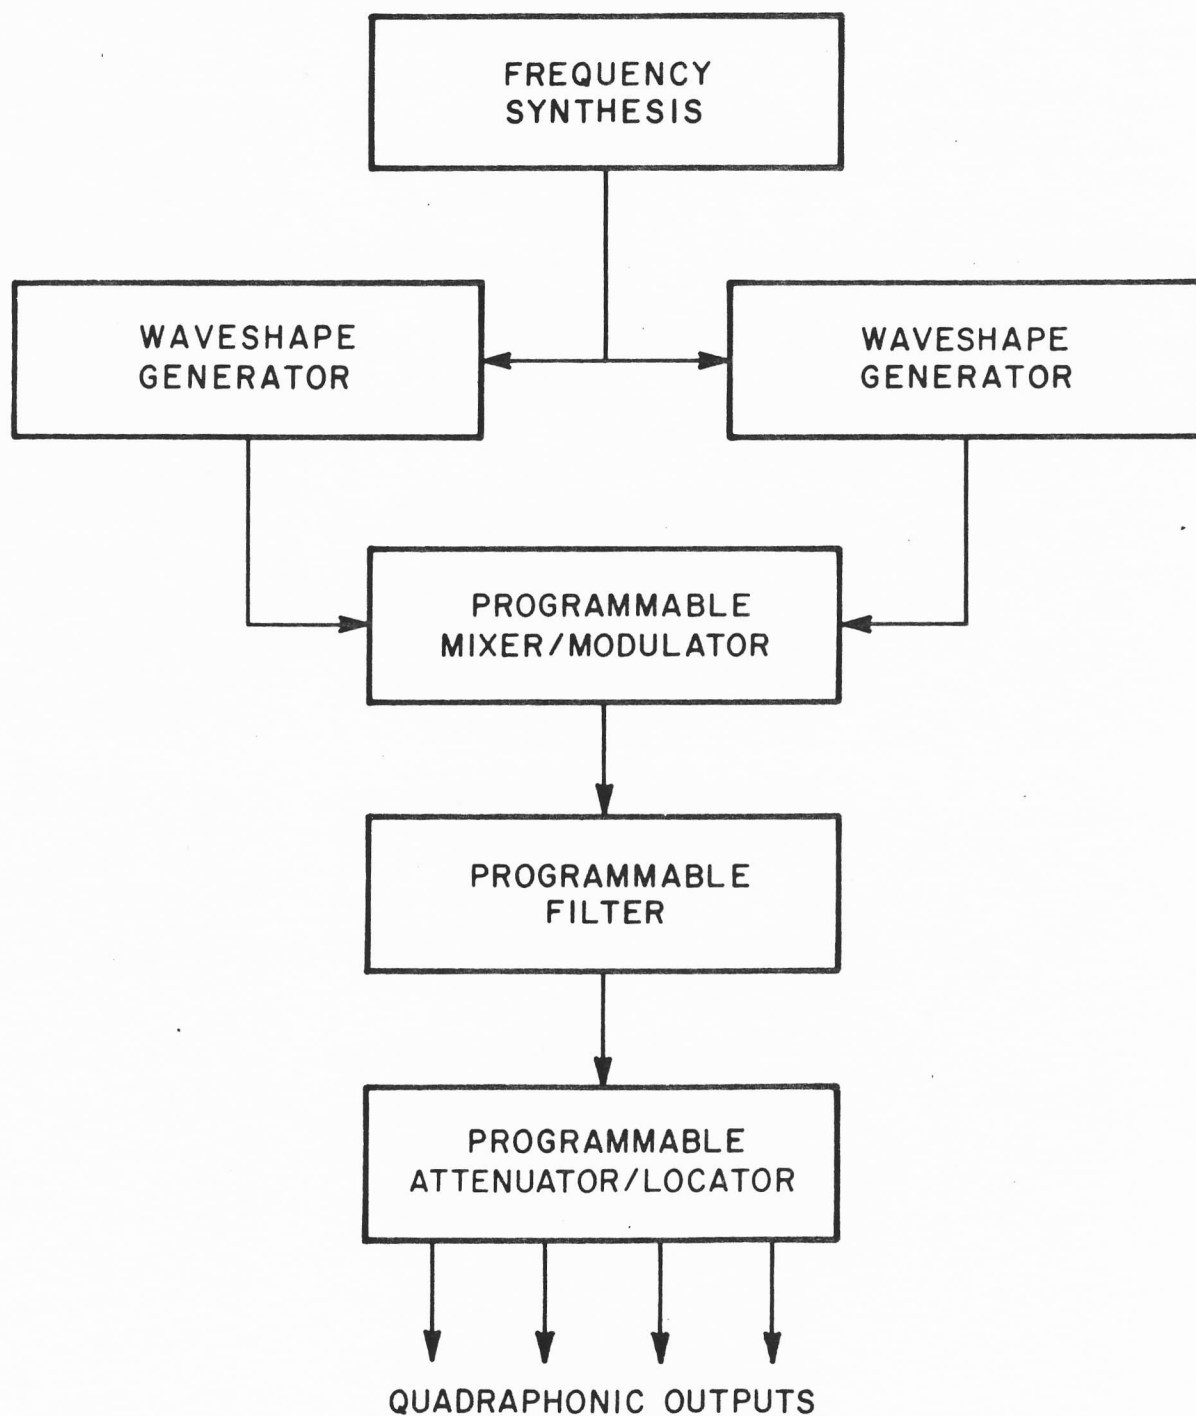 FREQUENCY
SYNTHESIS
WAVESHAPE
GENERATOR
WAVESHAPE
GENERATOR
PROGRAMMABLE
MIXER/MODULATOR
PROGRAMMABLE
FILTER
PROGRAMMABLE
ATTENUATOR/LOCATOR
QUADRAPHONIC OUTPUTS